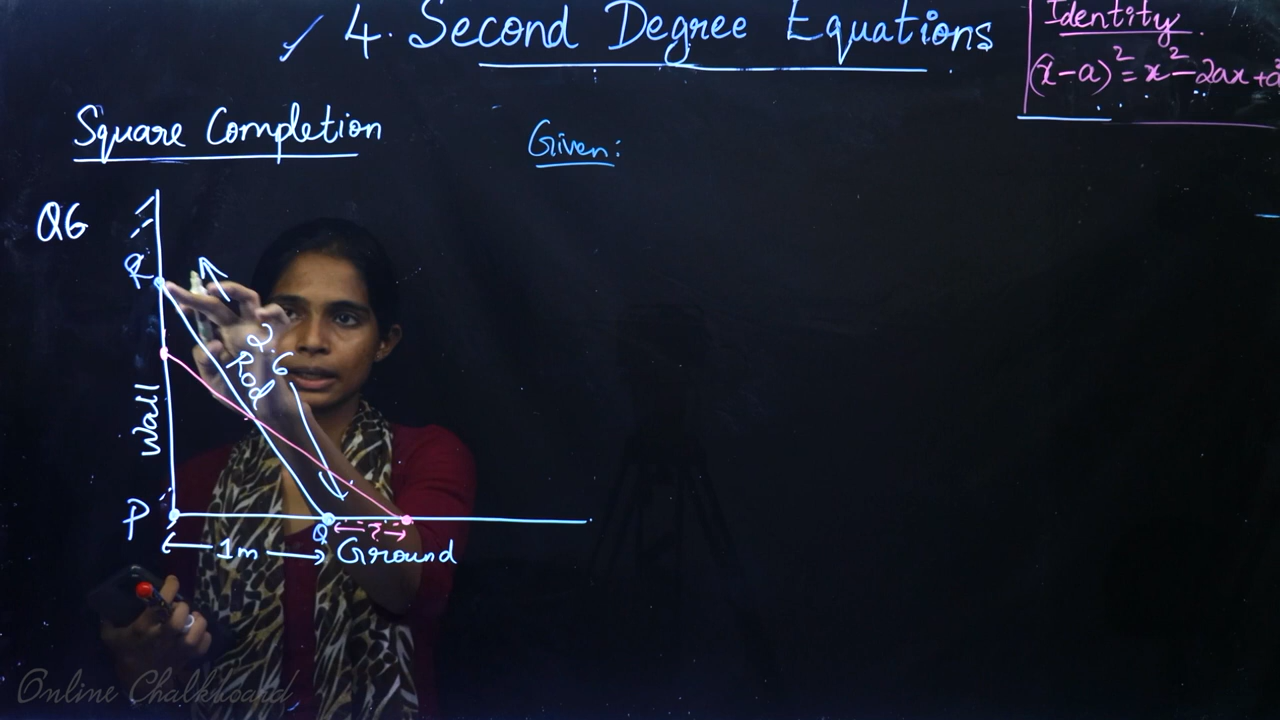 4. Second Degree Equations
Identity
(x-a)² = x² - 2ax + a²
Square Completion
Given:
Q6
R
2.6
Rod
Wall
P
Q
?
1m
Ground
Online Chalkboard